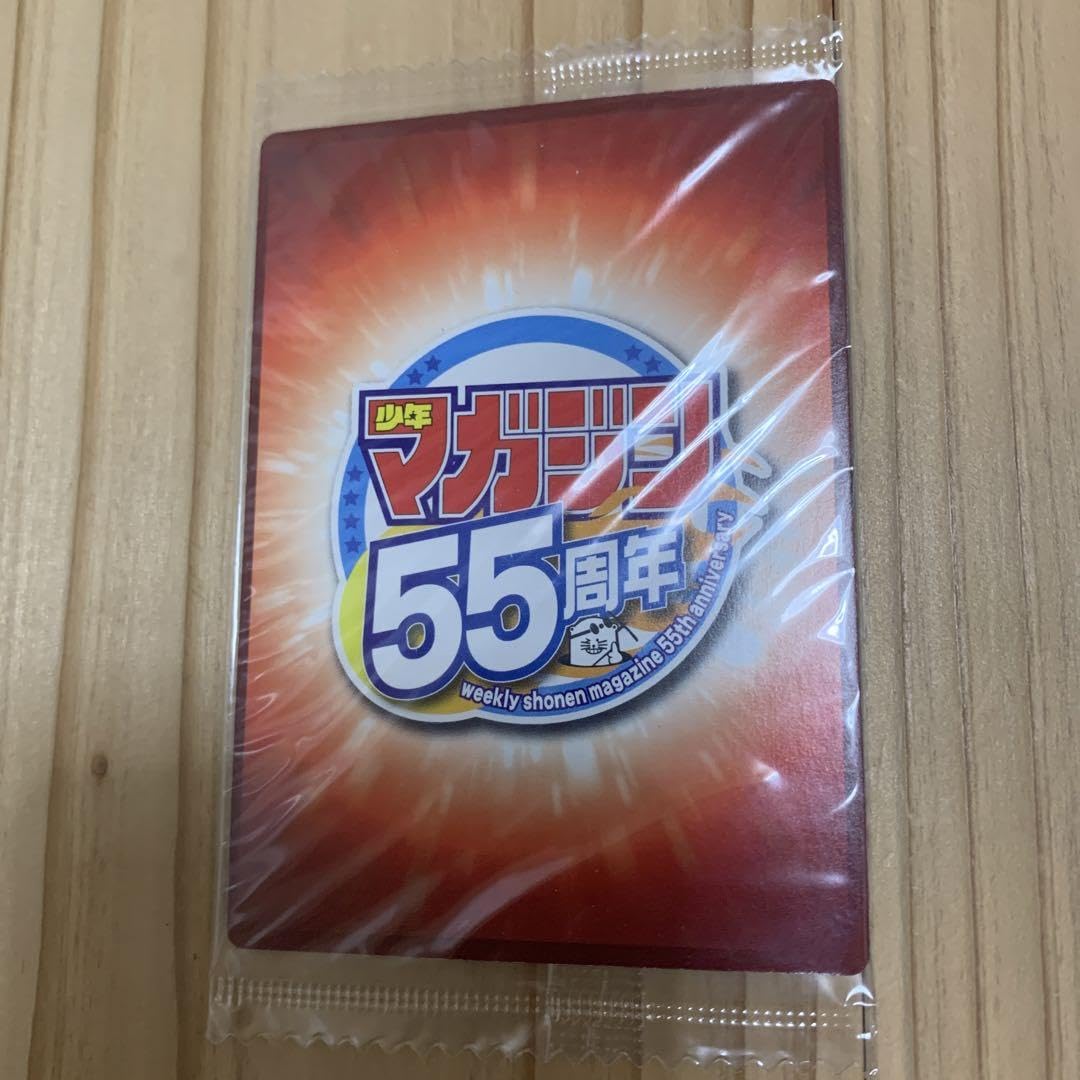 少年
マガジン
55周年
weekly shonen magazine 55th anniversary